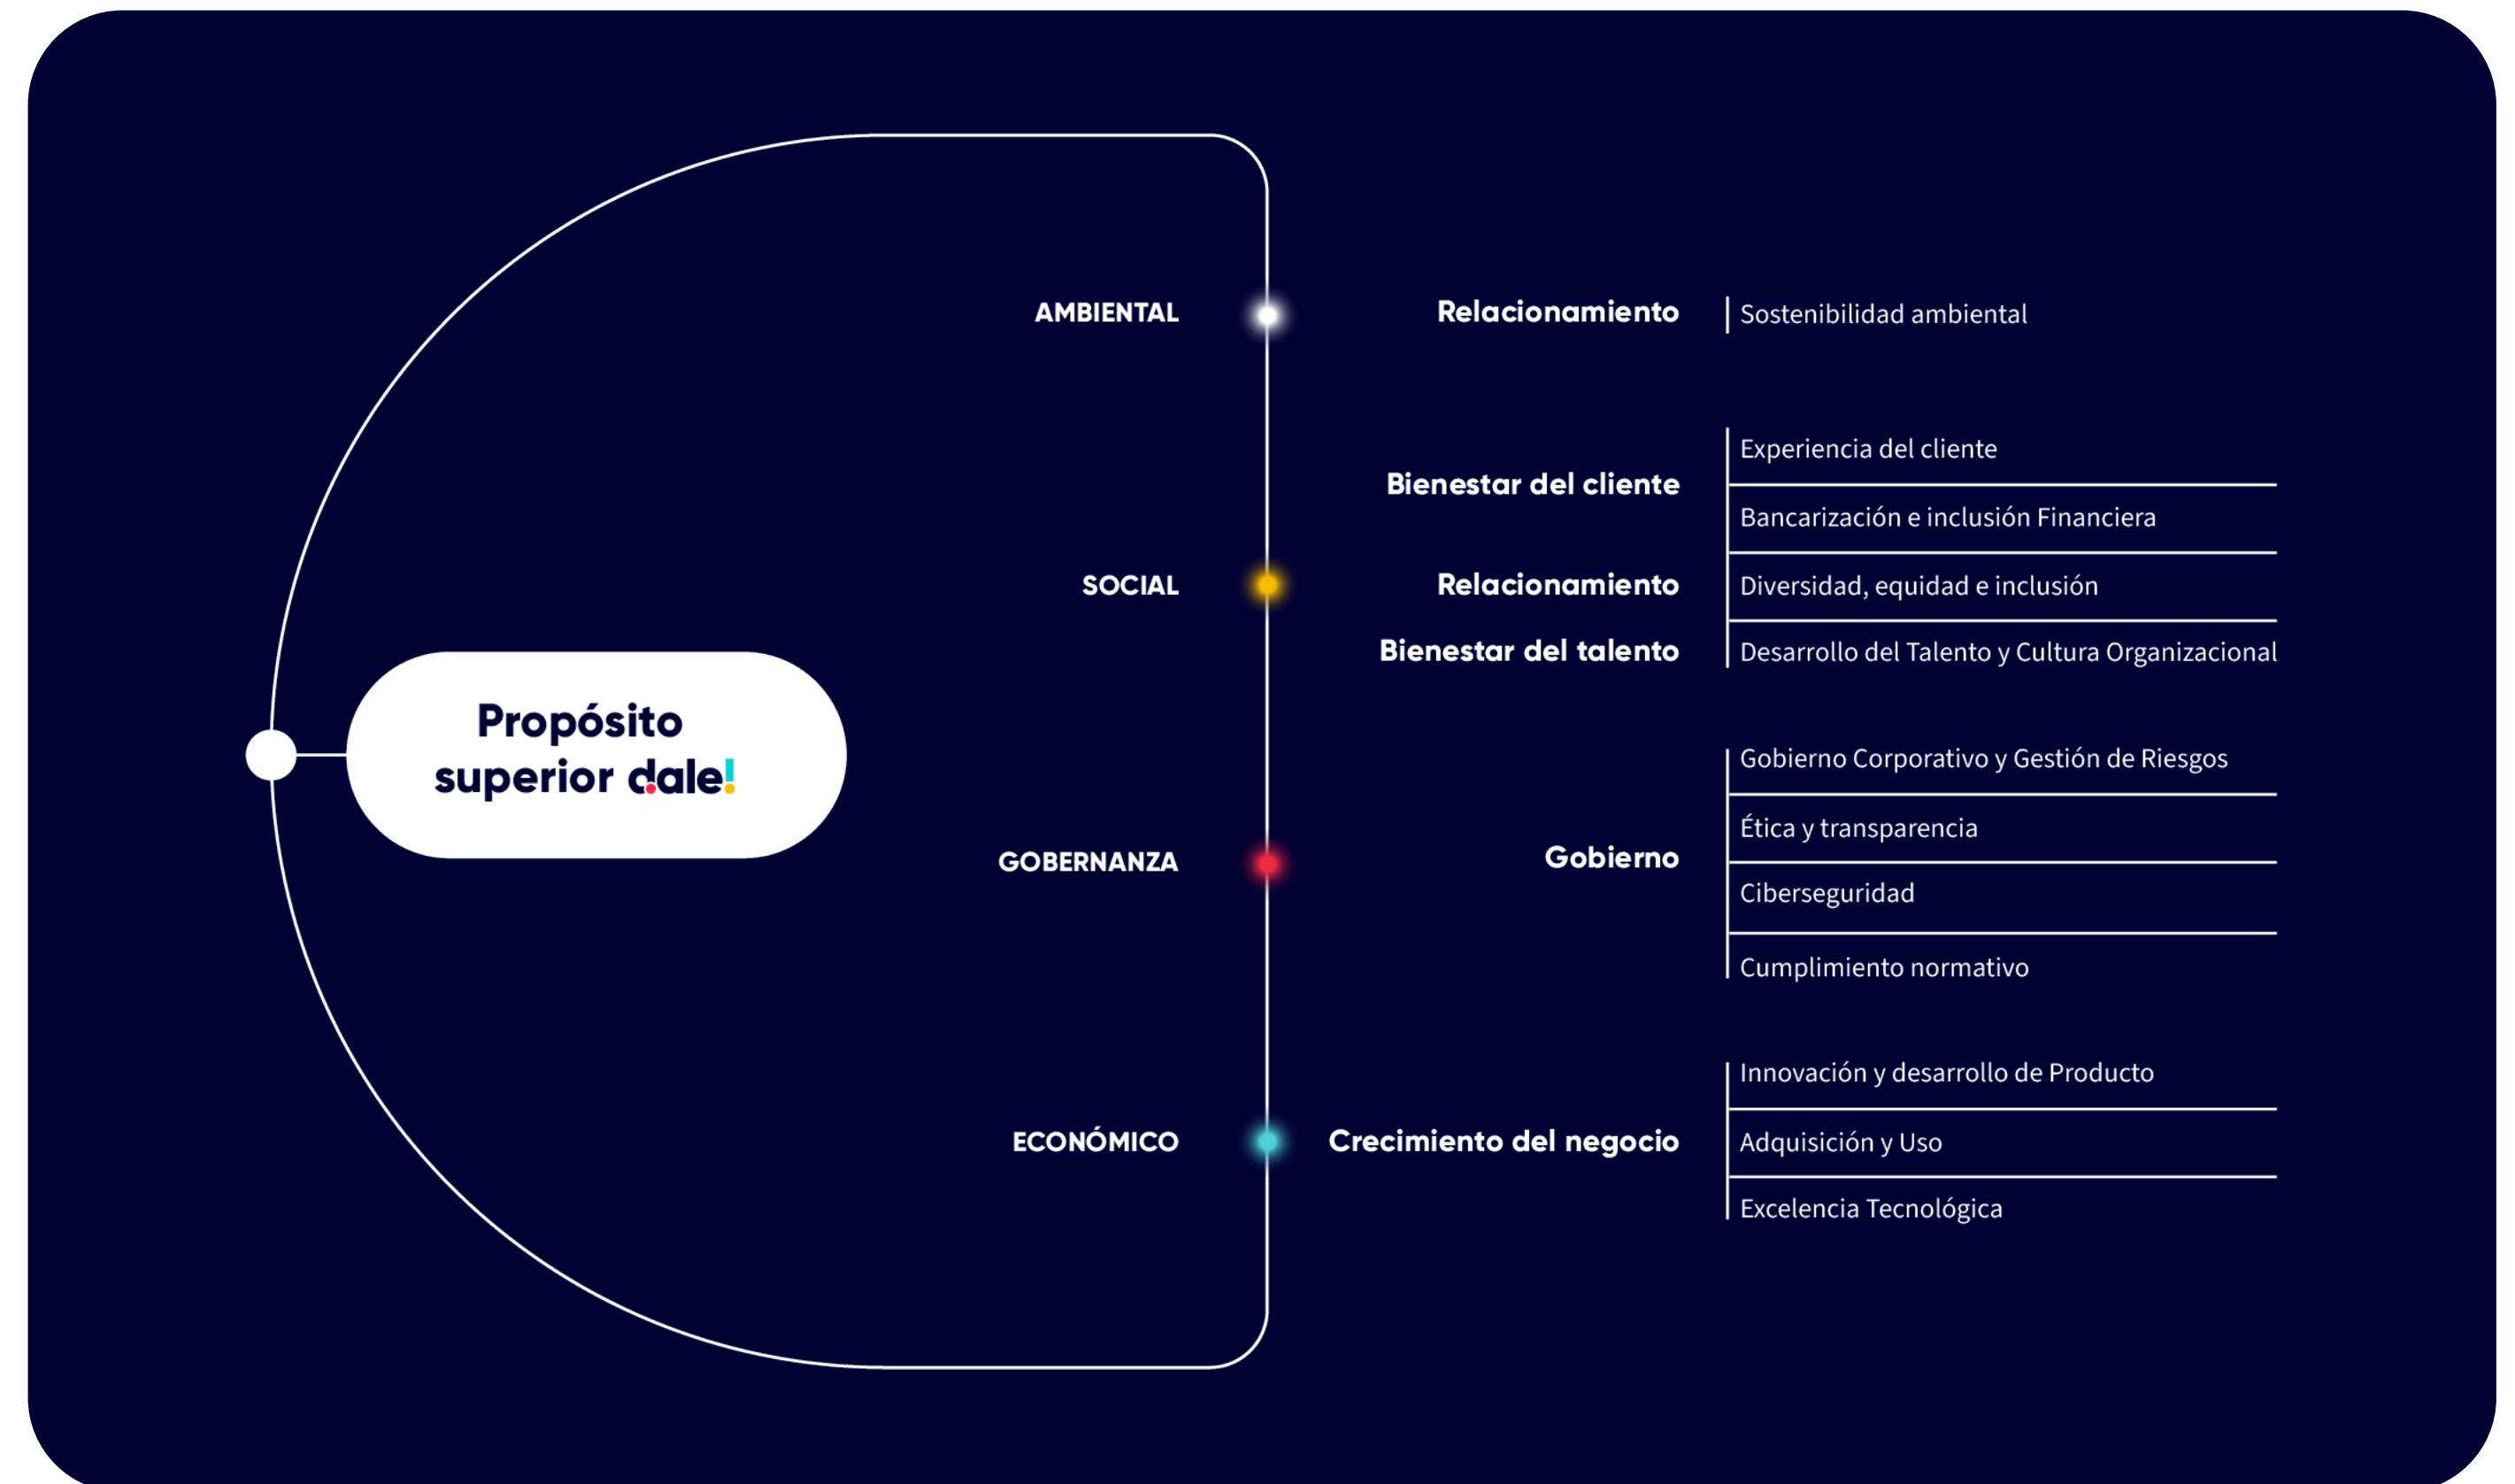 Propósito
superior dale!
AMBIENTAL
Relacionamiento
Sostenibilidad ambiental
SOCIAL
Bienestar del cliente
Experiencia del cliente
Bancarización e inclusión Financiera
Relacionamiento
Diversidad, equidad e inclusión
Bienestar del talento
Desarrollo del Talento y Cultura Organizacional
GOBERNANZA
Gobierno
Gobierno Corporativo y Gestión de Riesgos
Ética y transparencia
Ciberseguridad
Cumplimiento normativo
ECONÓMICO
Crecimiento del negocio
Innovación y desarrollo de Producto
Adquisición y Uso
Excelencia Tecnológica